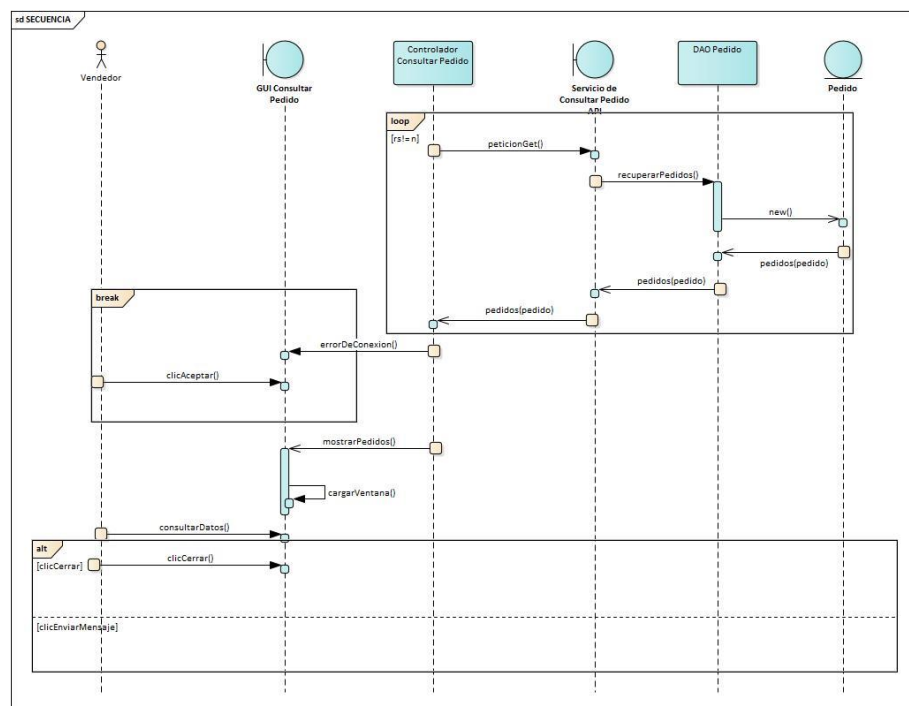 sd SECUENCIA
Vendedor
GUI Consultar
Pedido
Controlador
Consultar Pedido
Servicio de
Consultar Pedido
API
DAO Pedido
Pedido
loop
[rs!= n]
peticionGet()
recuperarPedidos()
new()
pedidos(pedido)
pedidos(pedido)
pedidos(pedido)
break
errorDeConexion()
clicAceptar()
mostrarPedidos()
cargarVentana()
consultarDatos()
alt
[clicCerrar]
clicCerrar()
[clicEnviarMensaje]